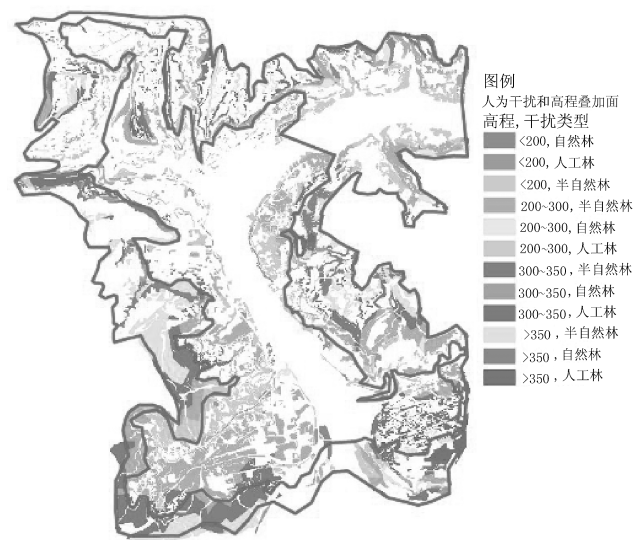 图例
人为干扰和高程叠加面
高程,干扰类型
<200,自然林
<200,人工林
<200,半自然林
200~300,半自然林
200~300,自然林
200~300,人工林
300~350,半自然林
300~350,自然林
300~350,人工林
>350,半自然林
>350,自然林
>350,人工林